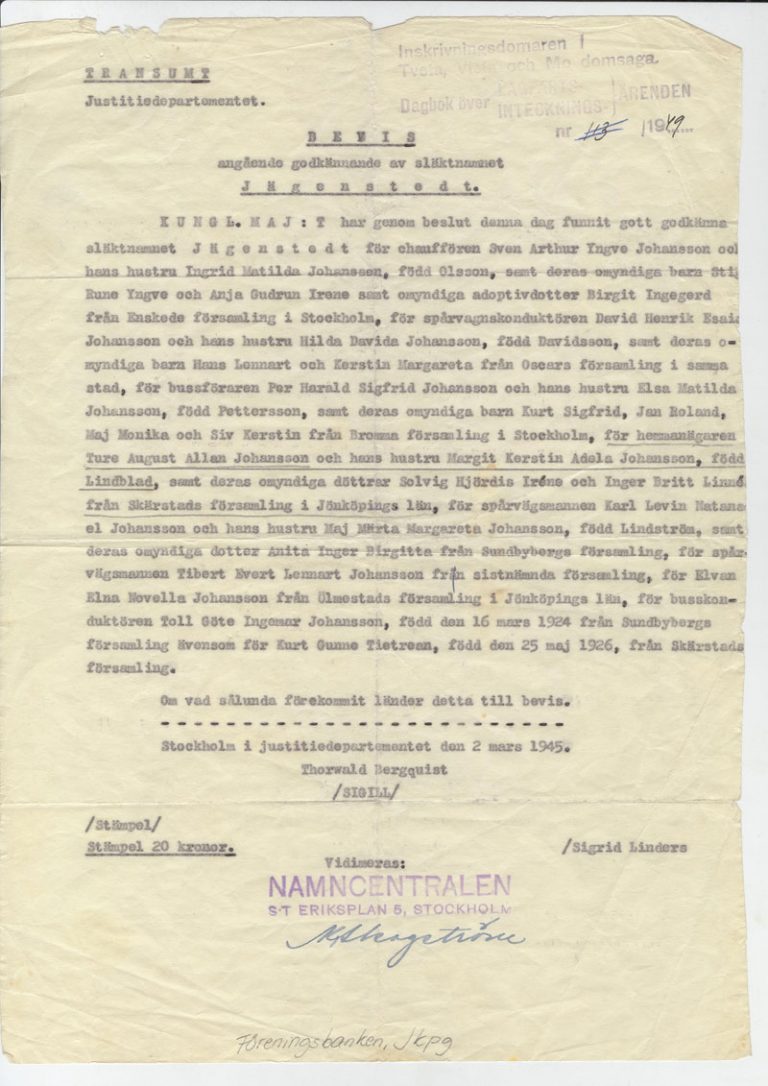 TRANSUMT
Justitiedepartementet.
Inskrivningsdomaren i
Tveta, Vista och Mo domsaga.
Dagbok över
INTECKNINGS-
ÄRENDEN
nr 113 /1949
BEVIS
angående godkännande av släktnamnet
Jägenstedt.
KUNGL. MAJ:T har genom beslut denna dag funnit gott godkänna
släktnamnet Jägenstedt för chauffören Sven Arthur Yngve Johansson och
hans hustru Ingrid Matilda Johansson, född Olsson, samt deras omyndiga barn Stig
Rune Yngve och Anja Gudrun Irene samt omyndiga adoptivdotter Birgit Ingegerd
från Enskede församling i Stockholm, för spårvagnskonduktören David Henrik Esaia
Johansson och hans hustru Hilda Davida Johansson, född Davidsson, samt deras o-
myndiga barn Hans Lennart och Kerstin Margareta från Oscars församling i samma
stad, för bussföraren Per Harald Sigfrid Johansson och hans hustru Elsa Matilda
Johansson, född Pettersson, samt deras omyndiga barn Kurt Sigfrid, Jan Roland,
Maj Monika och Siv Kerstin från Bromma församling i Stockholm, för hemmanägaren
Ture August Allan Johansson och hans hustru Margit Kerstin Adela Johansson, född
Lindblad, samt deras omyndiga döttrar Solvig Hjördis Iréne och Inger Britt Linné
från Skärstads församling i Jönköpings län, för spårvägsmannen Karl Levin Natana
el Johansson och hans hustru Maj Märta Margareta Johansson, född Lindström, samt
deras omyndiga dotter Anita Inger Birgitta från Sundbybergs församling, för spår-
vägsmannen Tibert Evert Lennart Johansson från sistnämnda församling, för Elvan
Elna Novella Johansson från Ölmestads församling i Jönköpings län, för busskon-
duktören Toll Göte Ingemar Johansson, född den 16 mars 1924 från Sundbybergs
församling ävensom för Kurt Gunne Tietrean, född den 25 maj 1926, från Skärstads
församling.
Om vad sålunda förekommit länder detta till bevis.
- - - - - - - - - - - - - - - - - - - - - - - -
Stockholm i justitiedepartementet den 2 mars 1945.
Thorwald Bergquist
/SIGILL/
/Stämpel/
Stämpel 20 kronor.
/Sigrid Linders
Vidimeras:
NAMNCENTRALEN
S:T ERIKSPLAN 5, STOCKHOLM
Föreningsbanken, Jkpg